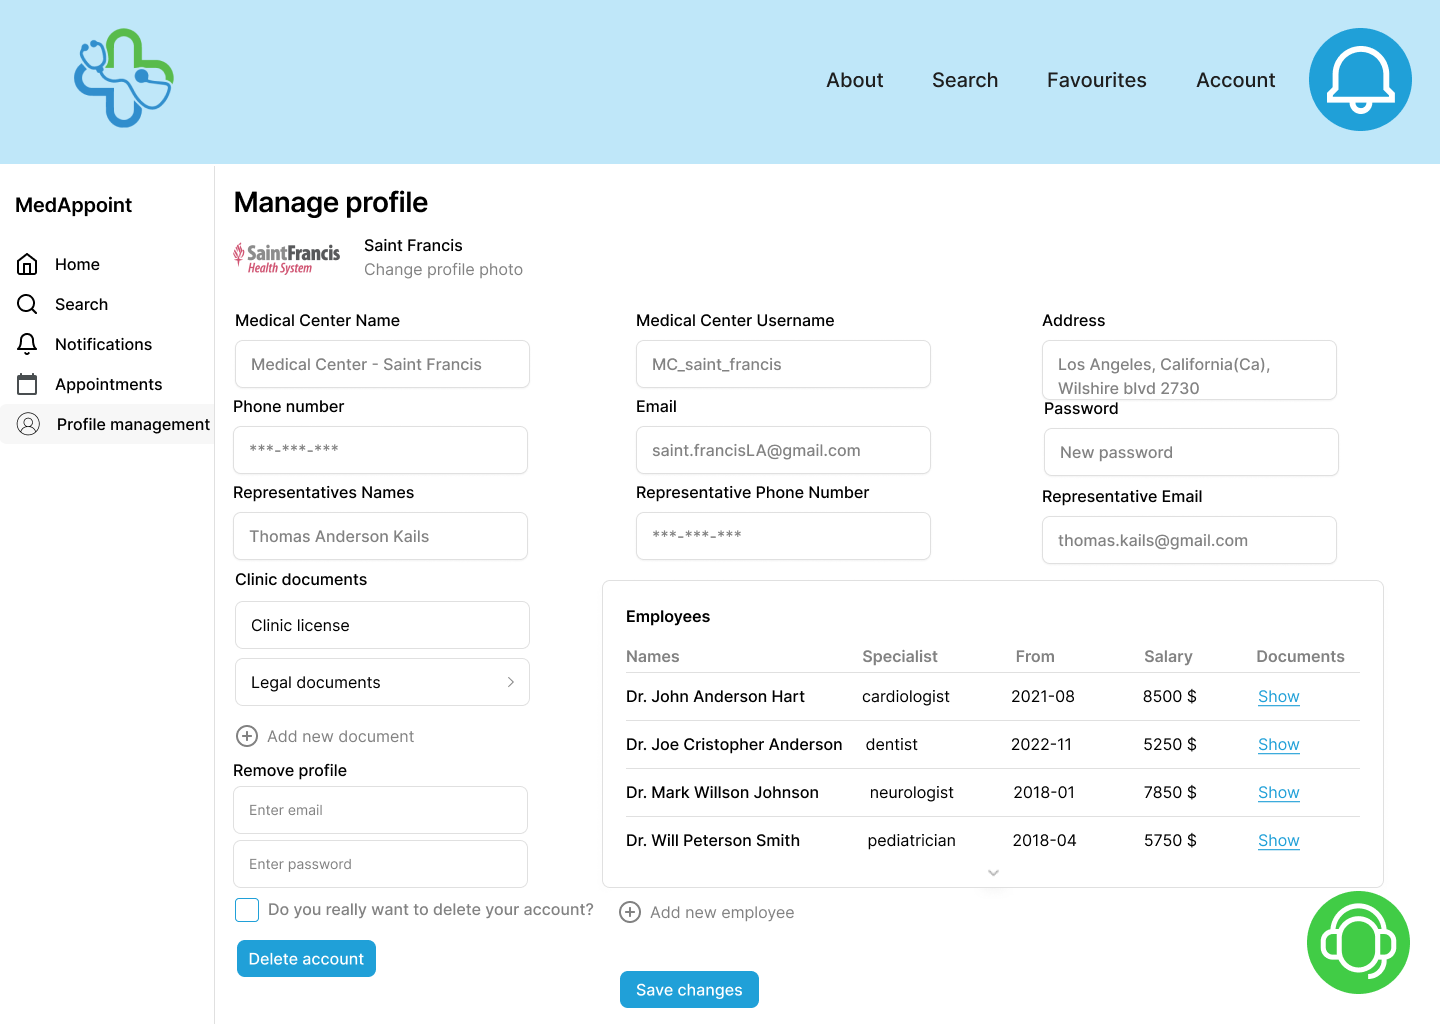 About Search Favourites Account
MedAppoint
Home
Search
Notifications
Appointments
Profile management
Manage profile
SaintFrancis
Health System
Saint Francis
Change profile photo
Medical Center Name Medical Center Username Address
Medical Center - Saint Francis MC_saint_francis Los Angeles, California(Ca),
Wilshire blvd 2730
Phone number Email Password
***-***-*** saint.francisLA@gmail.com New password
Representatives Names Representative Phone Number Representative Email
Thomas Anderson Kails ***-***-*** thomas.kails@gmail.com
Clinic documents
Clinic license
Legal documents
Add new document
Remove profile
Enter email
Enter password
Do you really want to delete your account?
Delete account
Employees
Names Specialist From Salary Documents
Dr. John Anderson Hart cardiologist 2021-08 8500 $ Show
Dr. Joe Cristopher Anderson dentist 2022-11 5250 $ Show
Dr. Mark Willson Johnson neurologist 2018-01 7850 $ Show
Dr. Will Peterson Smith pediatrician 2018-04 5750 $ Show
Add new employee
Save changes